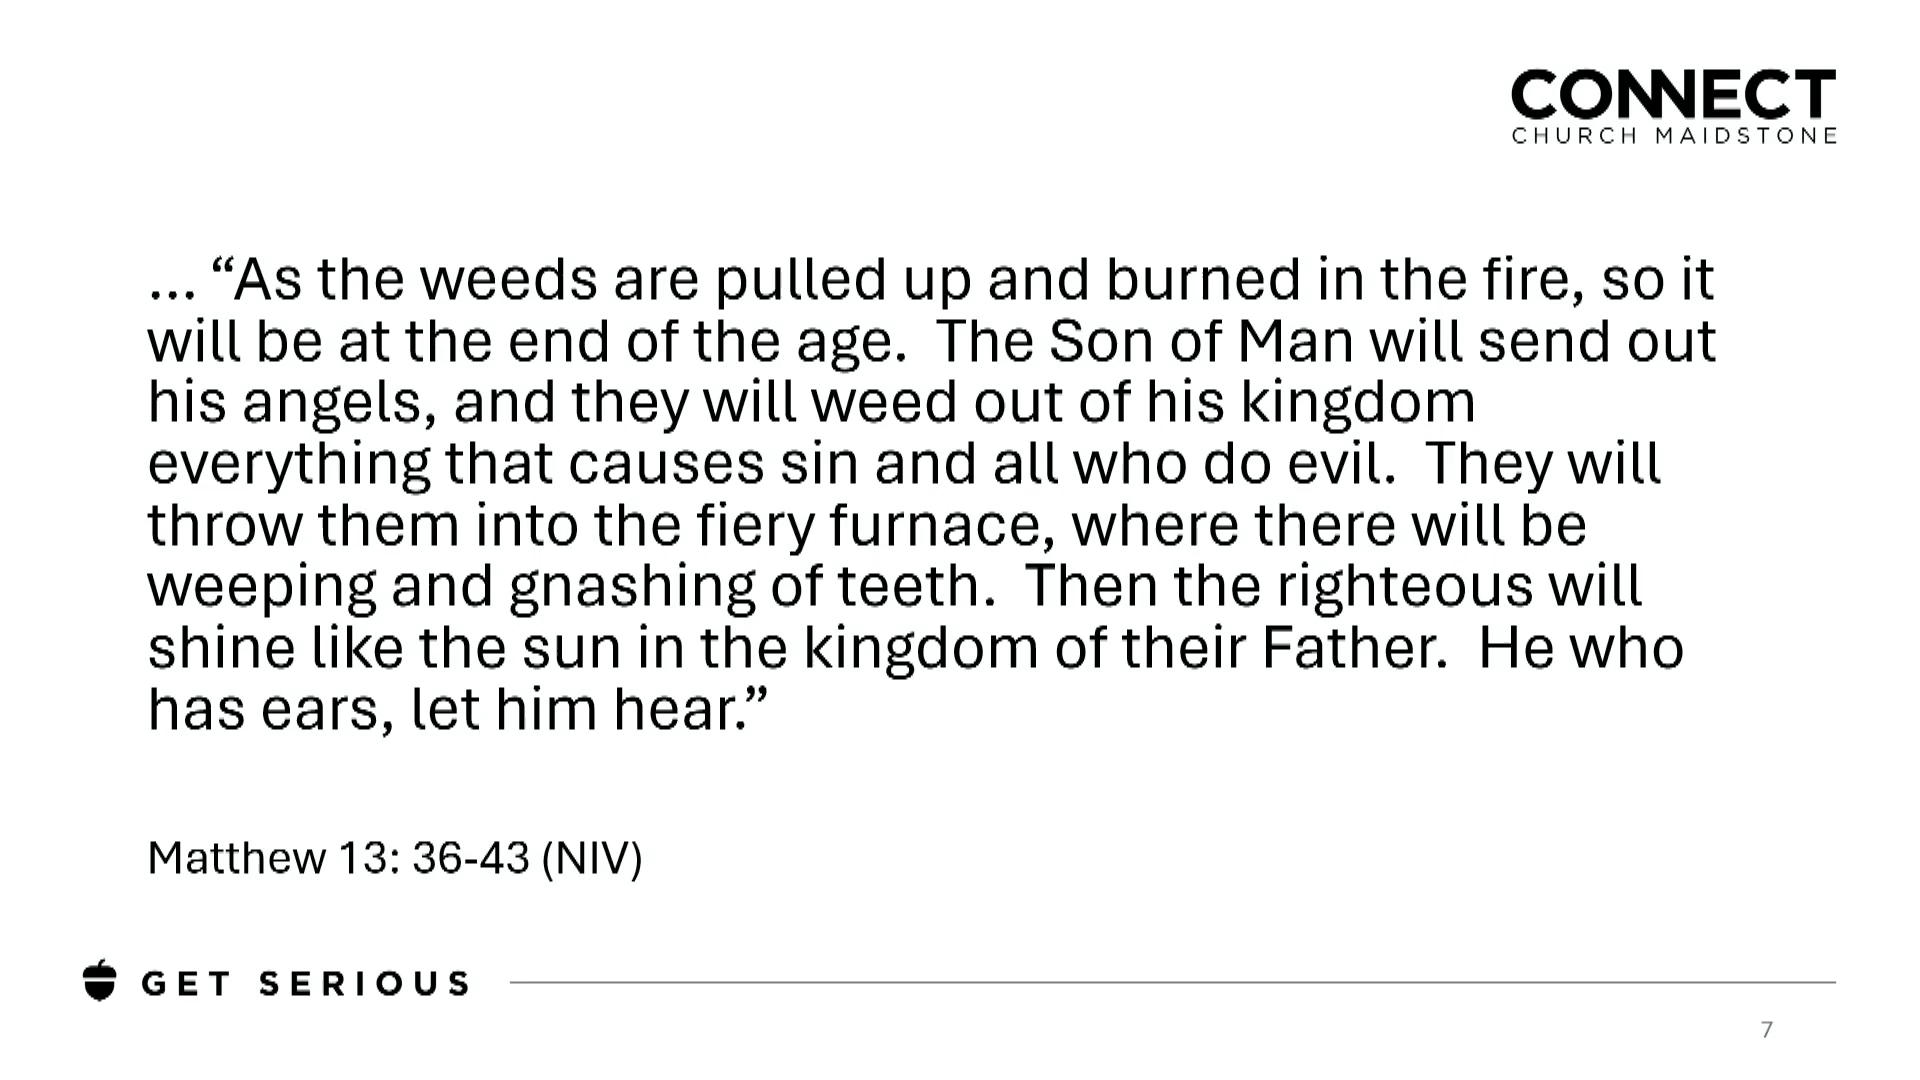 CONNECT
CHURCH MAIDSTONE
... “As the weeds are pulled up and burned in the fire, so it
will be at the end of the age.  The Son of Man will send out
his angels, and they will weed out of his kingdom
everything that causes sin and all who do evil.  They will
throw them into the fiery furnace, where there will be
weeping and gnashing of teeth.  Then the righteous will
shine like the sun in the kingdom of their Father.  He who
has ears, let him hear.”
Matthew 13: 36-43 (NIV)
GET SERIOUS
7